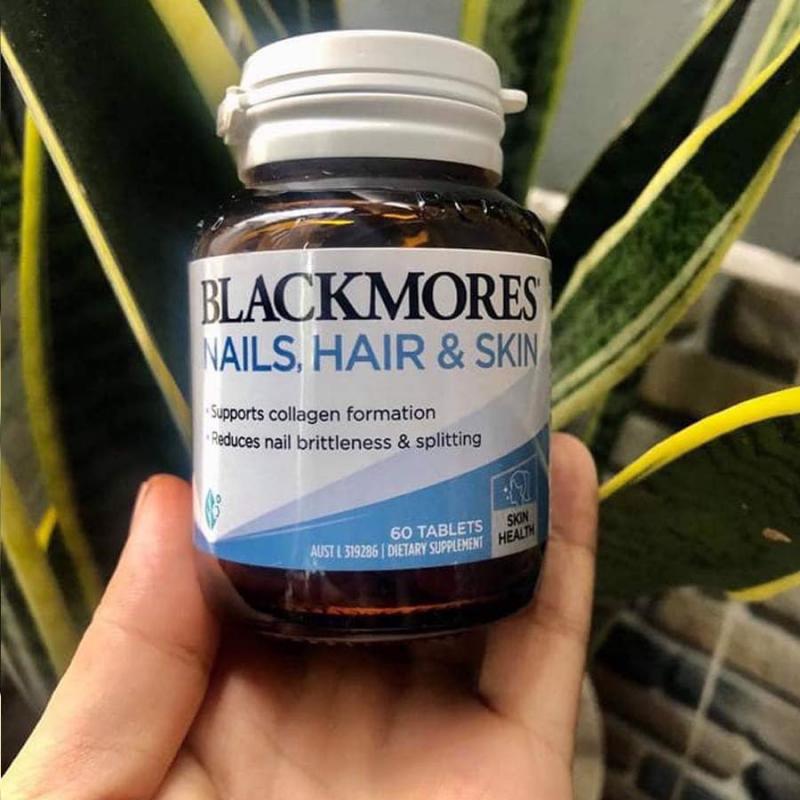 BLACKMORES®
NAILS, HAIR & SKIN
• Supports collagen formation
• Reduces nail brittleness & splitting
60 TABLETS
AUST L 319286 | DIETARY SUPPLEMENT
SKIN
HEALTH